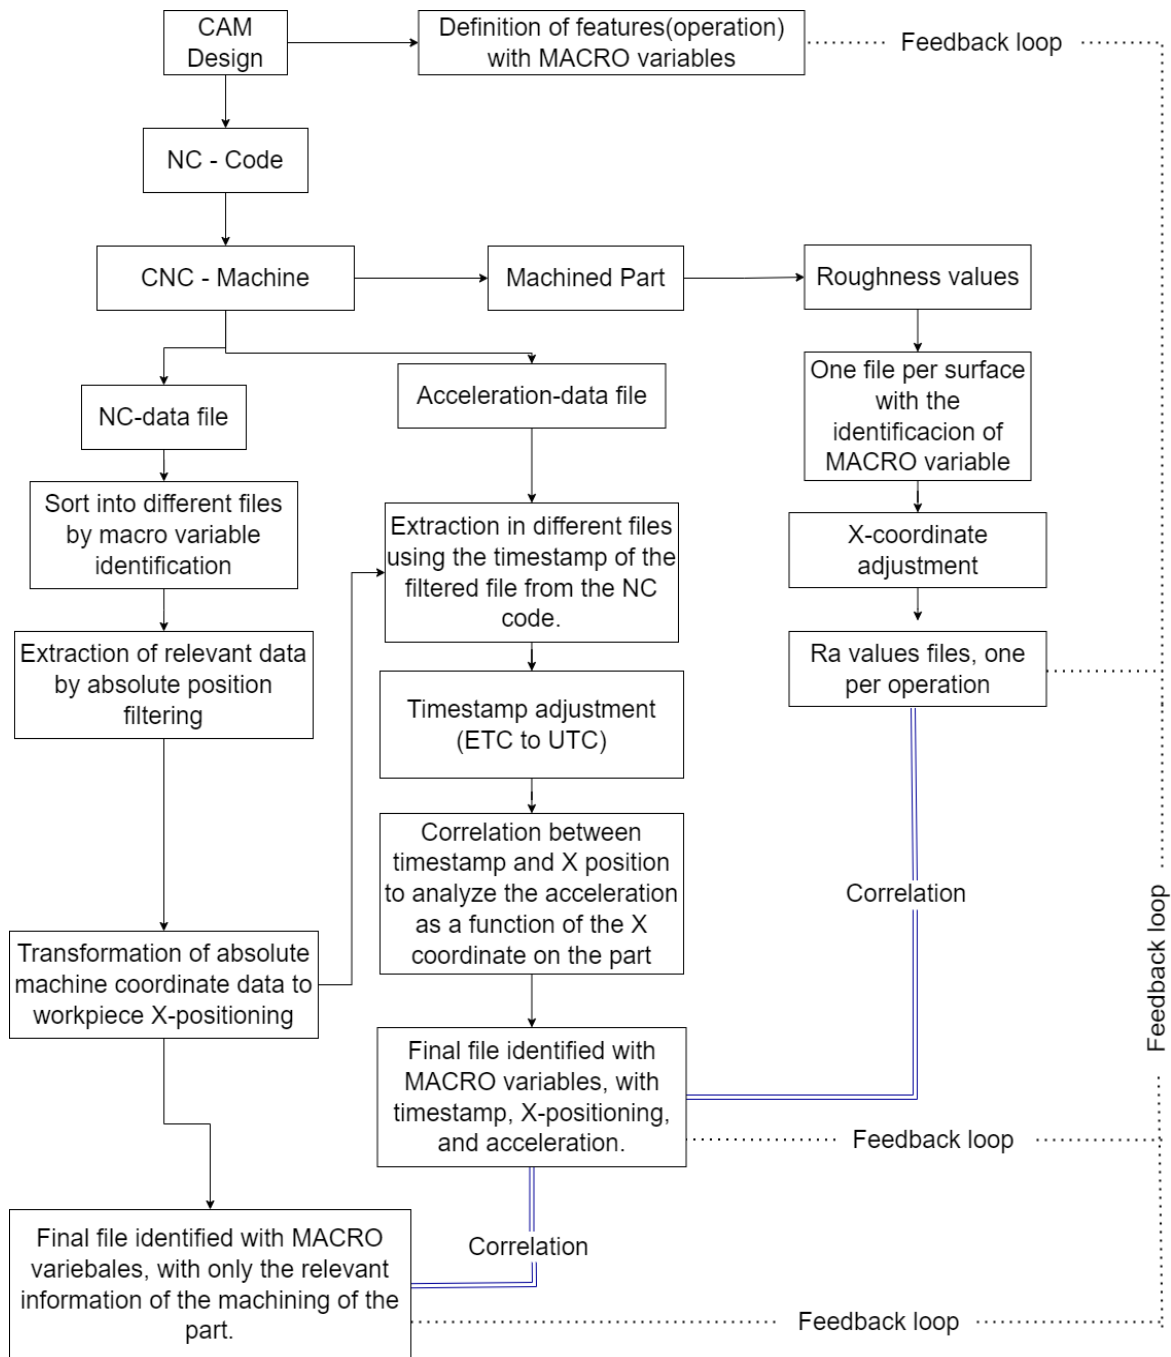 CAM
Design
Definition of features(operation)
with MACRO variables
Feedback loop
NC - Code
CNC - Machine
Machined Part
Roughness values
NC-data file
Acceleration-data file
One file per surface
with the
identificacion of
MACRO variable
Sort into different files
by macro variable
identification
Extraction in different files
using the timestamp of the
filtered file from the NC
code.
X-coordinate
adjustment
Extraction of relevant data
by absolute position
filtering
Ra values files, one
per operation
Timestamp adjustment
(ETC to UTC)
Correlation between
timestamp and X position
to analyze the acceleration
as a function of the X
coordinate on the part
Correlation
Feedback loop
Transformation of absolute
machine coordinate data to
workpiece X-positioning
Final file identified with
MACRO variables, with
timestamp, X-positioning,
and acceleration.
Feedback loop
Final file identified with MACRO
variebales, with only the relevant
information of the machining of the
part.
Correlation
Feedback loop